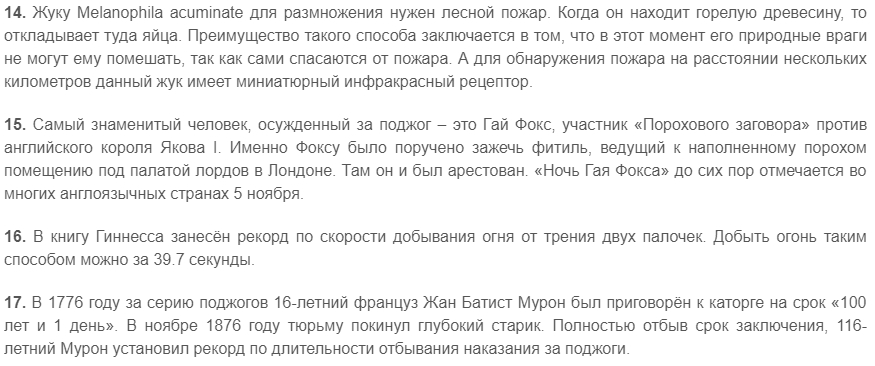 14. Жуку Melanophila acuminate для размножения нужен лесной пожар. Когда он находит горелую древесину, то
откладывает туда яйца. Преимущество такого способа заключается в том, что в этот момент его природные враги
не могут ему помешать, так как сами спасаются от пожара. А для обнаружения пожара на расстоянии нескольких
километров данный жук имеет миниатюрный инфракрасный рецептор.
15. Самый знаменитый человек, осужденный за поджог – это Гай Фокс, участник «Порохового заговора» против
английского короля Якова I. Именно Фоксу было поручено зажечь фитиль, ведущий к наполненному порохом
помещению под палатой лордов в Лондоне. Там он и был арестован. «Ночь Гая Фокса» до сих пор отмечается во
многих англоязычных странах 5 ноября.
16. В книгу Гиннесса занесён рекорд по скорости добывания огня от трения двух палочек. Добыть огонь таким
способом можно за 39.7 секунды.
17. В 1776 году за серию поджогов 16-летний француз Жан Батист Мурон был приговорён к каторге на срок «100
лет и 1 день». В ноябре 1876 году тюрьму покинул глубокий старик. Полностью отбыв срок заключения, 116-
летний Мурон установил рекорд по длительности отбывания наказания за поджоги.